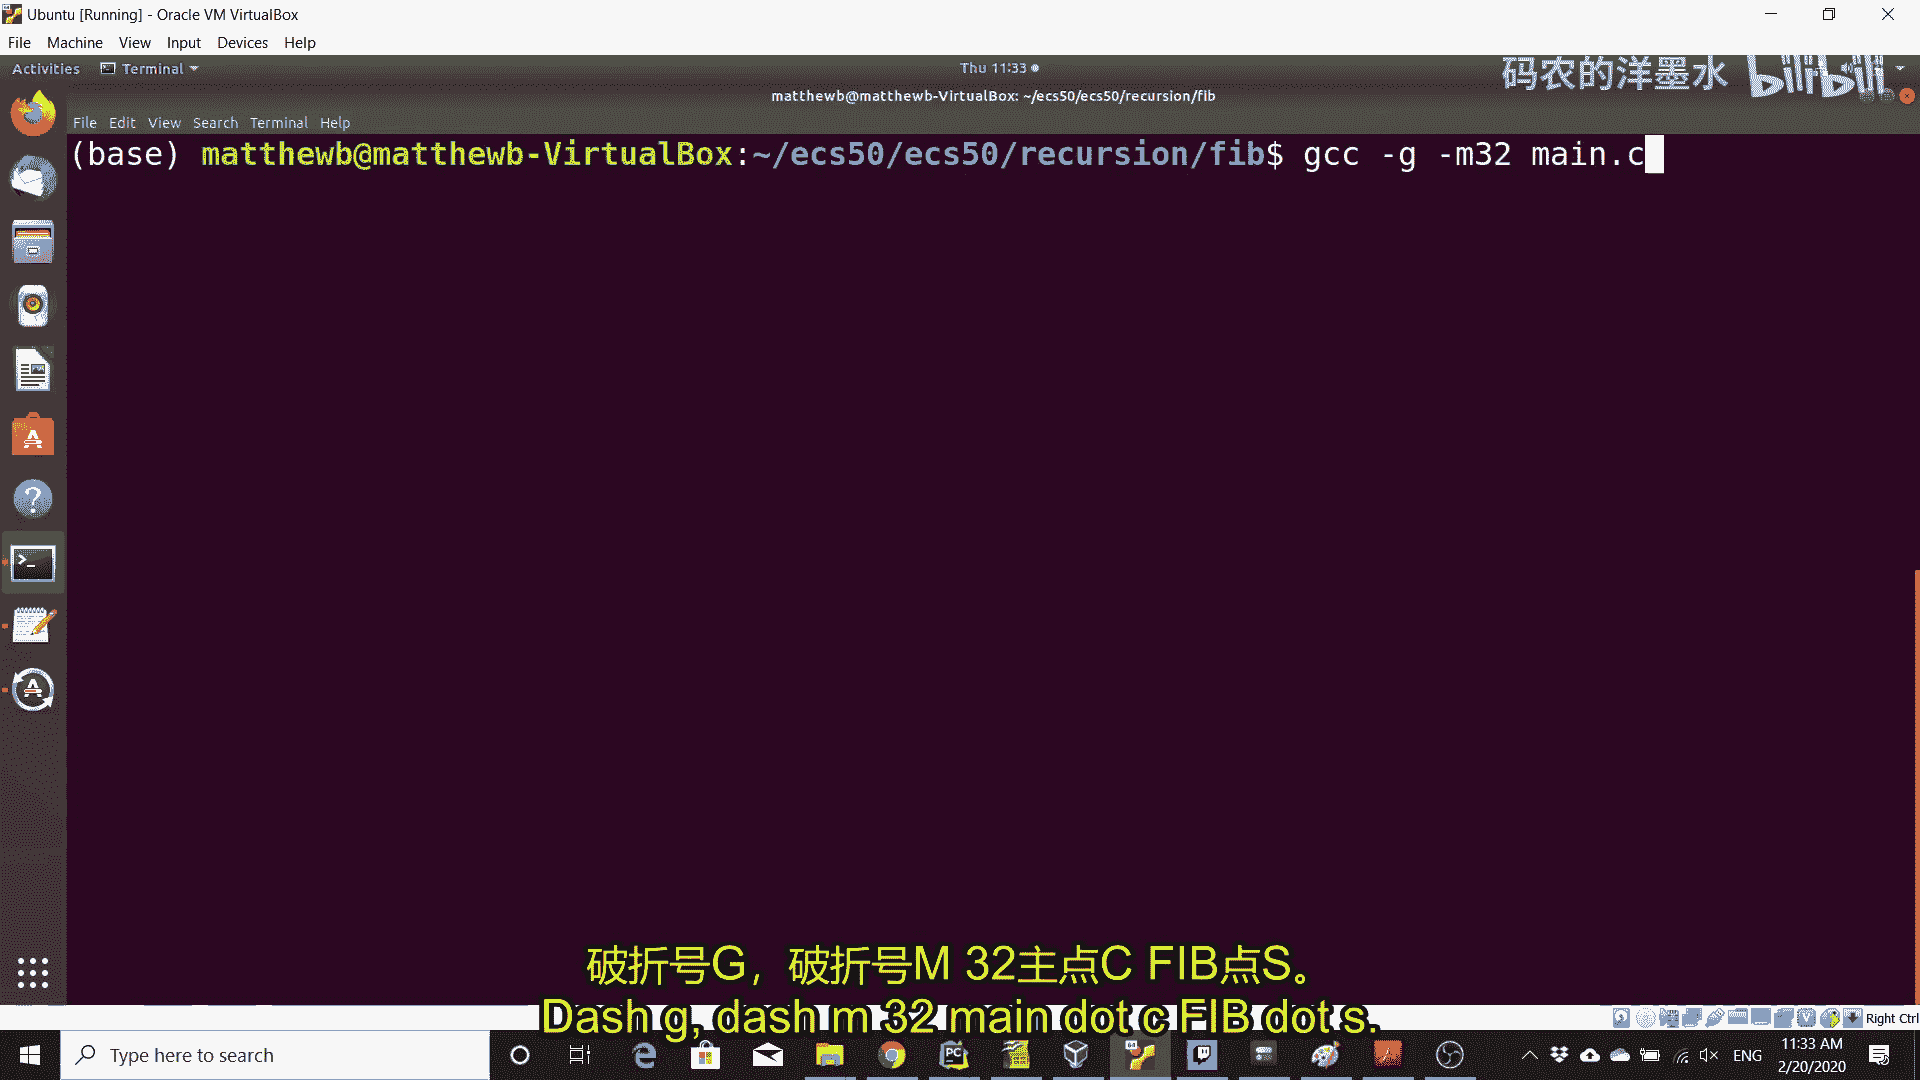 Ubuntu [Running] - Oracle VM VirtualBox
File Machine View Input Devices Help
Activities Terminal Thu 11:33
码农的洋墨水 bilibili
matthewb@matthewb-VirtualBox: ~/ecs50/ecs50/recursion/fib
File Edit View Search Terminal Help
(base) matthewb@matthewb-VirtualBox:~/ecs50/ecs50/recursion/fib$ gcc -g -m32 main.c
破折号G，破折号M 32主点C FIB点S。
Dash g, dash m 32 main dot c FIB dot s.
Right Ctrl
Type here to search
ENG
11:33 AM
2/20/2020